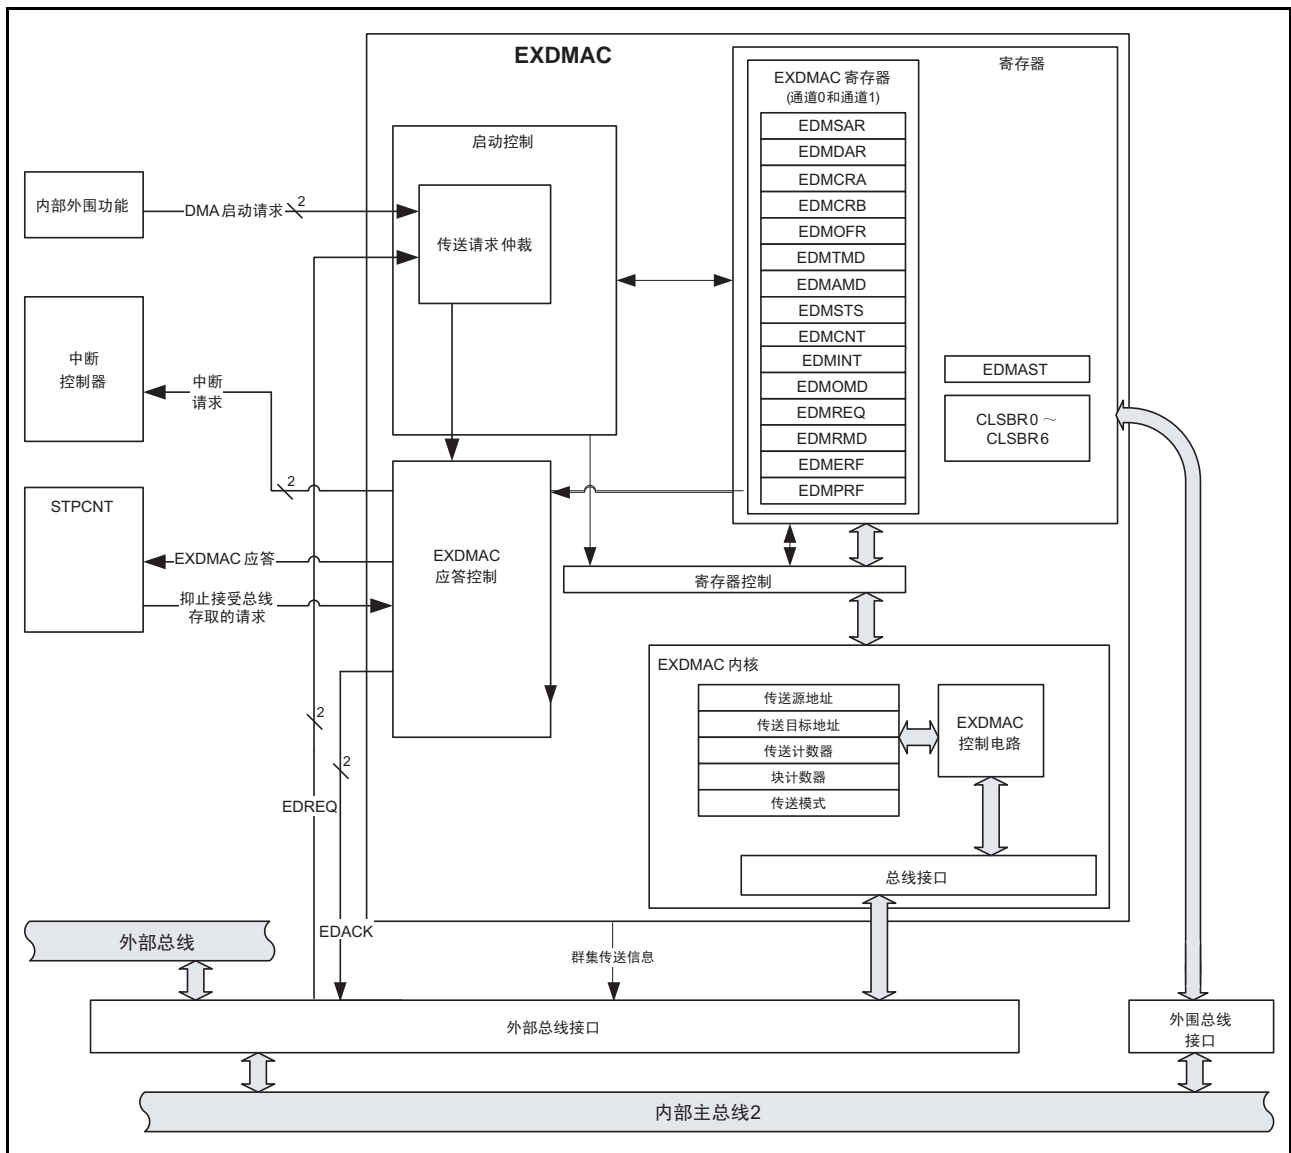 EXDMAC
寄存器
EXDMAC 寄存器
(通道0和通道1)
EDMSAR
EDMDAR
EDMCRA
EDMCRB
EDMOFR
EDMTMD
EDMAMD
EDMSTS
EDMCNT
EDMINT
EDMOMD
EDMREQ
EDMRMD
EDMERF
EDMPRF
EDMAST
CLSBR0 ～
CLSBR6
启动控制
传送请求 仲裁
内部外围功能
DMA 启动请求
2
中断
控制器
中断
请求
2
STPCNT
EXDMAC 应答
抑止接受总线
存取的请求
EXDMAC
应答控制
寄存器控制
EXDMAC 内核
传送源地址
传送目标地址
传送计数器
块计数器
传送模式
EXDMAC
控制电路
总线接口
2
2
EDREQ
EDACK
外部总线
群集传送信息
外部总线接口
外围总线
接口
内部主总线2